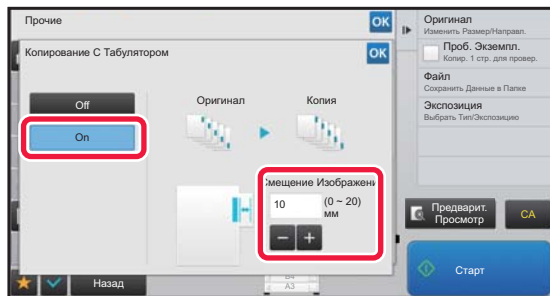 Прочие
OK
Копирование С Табулятором
OK
Off
On
Оригинал
Копия
Смещение Изображени
10
(0 ~ 20)
мм
Назад
A3
Оригинал
Изменить Размер/Направл.
Проб. Экземпл.
Копир. 1 стр. для провер.
Файл
Сохранить Данные в Папке
Экспозиция
Выбрать Тип/Экспозицию
Предварит.
Просмотр
CA
Старт